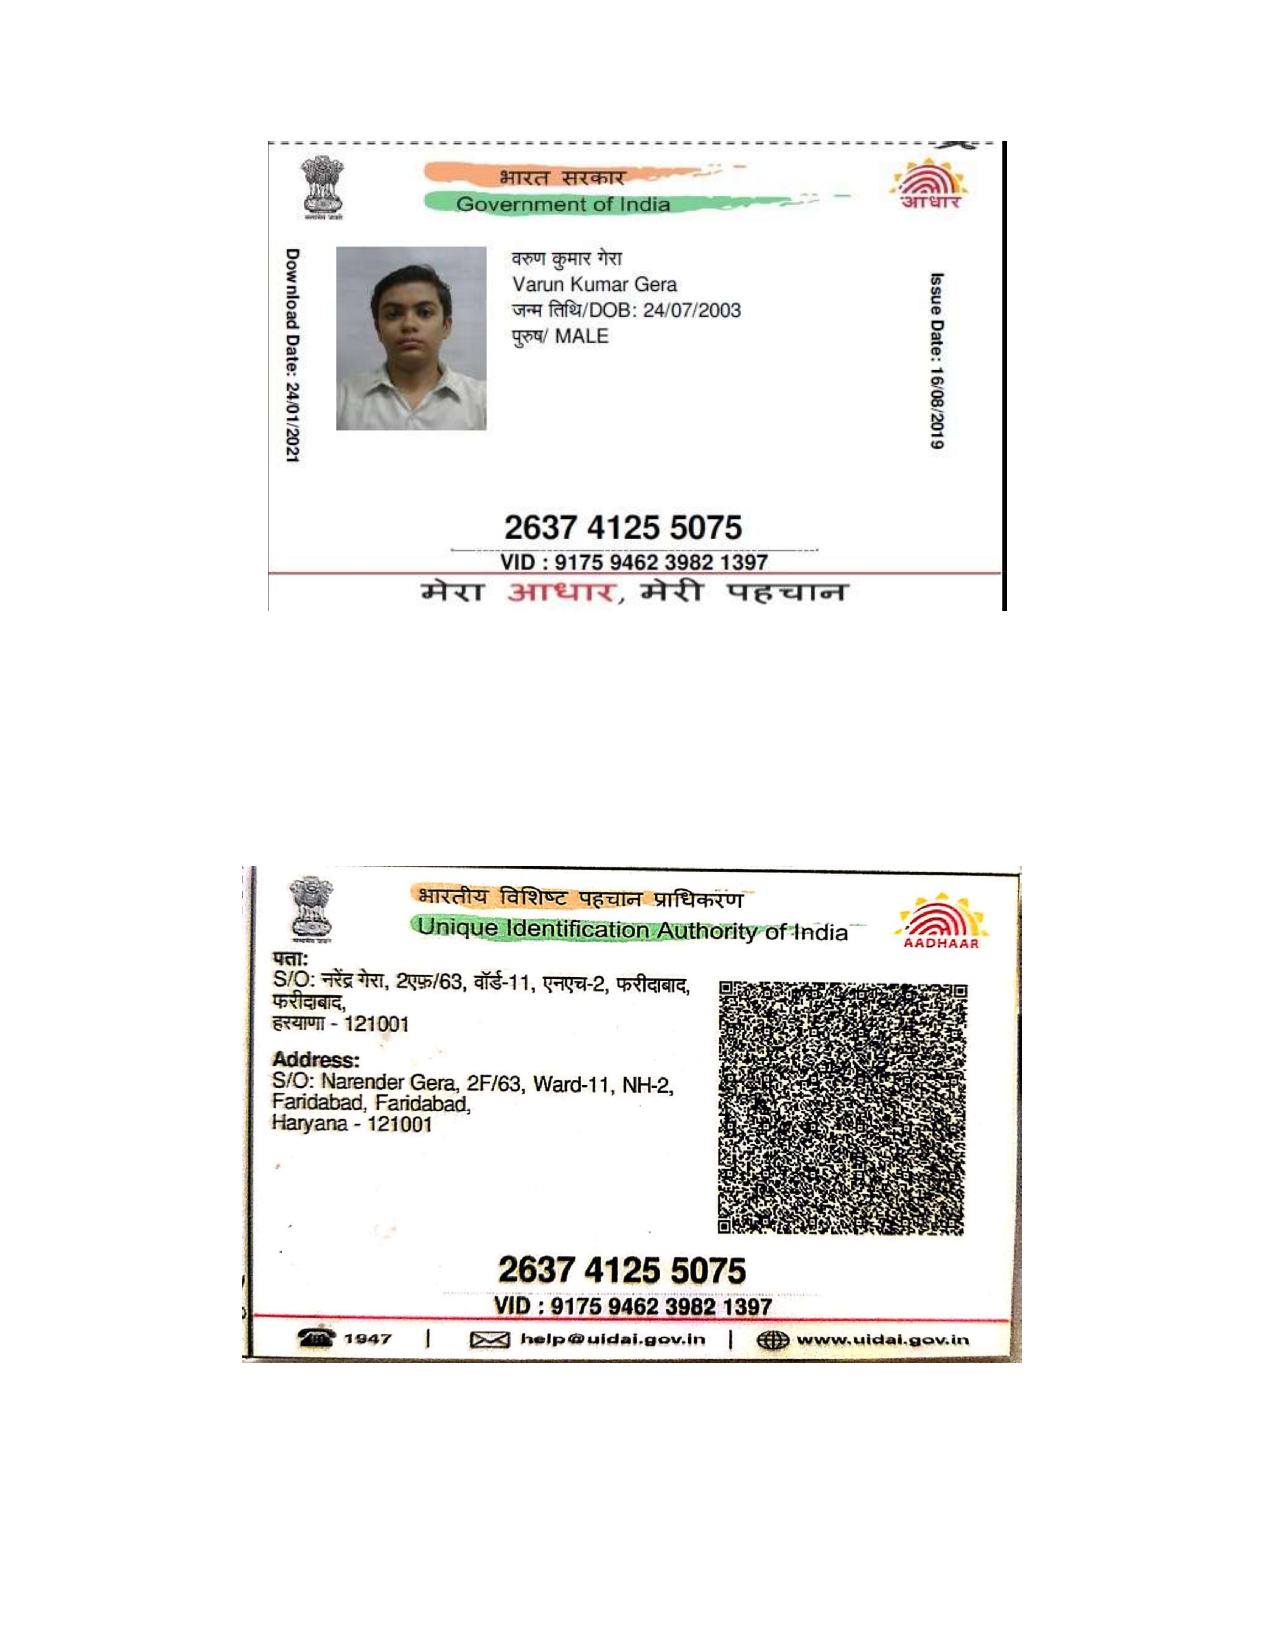 भारत सरकार
Government of India
आधार
Download Date: 24/01/2021
वरुण कुमार गेरा
Varun Kumar Gera
जन्म तिथि/DOB: 24/07/2003
पुरुष/ MALE
Issue Date: 16/08/2019
2637 4125 5075
VID : 9175 9462 3982 1397
मेरा आधार, मेरी पहचान
भारतीय विशिष्ट पहचान प्राधिकरण
Unique Identification Authority of India
AADHAAR
पता:
S/O: नरेंद्र गेरा, 2एफ़/63, वॉर्ड-11, एनएच-2, फरीदाबाद,
फरीदाबाद,
हरयाणा - 121001
Address:
S/O: Narender Gera, 2F/63, Ward-11, NH-2,
Faridabad, Faridabad,
Haryana - 121001
2637 4125 5075
VID : 9175 9462 3982 1397
1947 | help@uidai.gov.in | www.uidai.gov.in